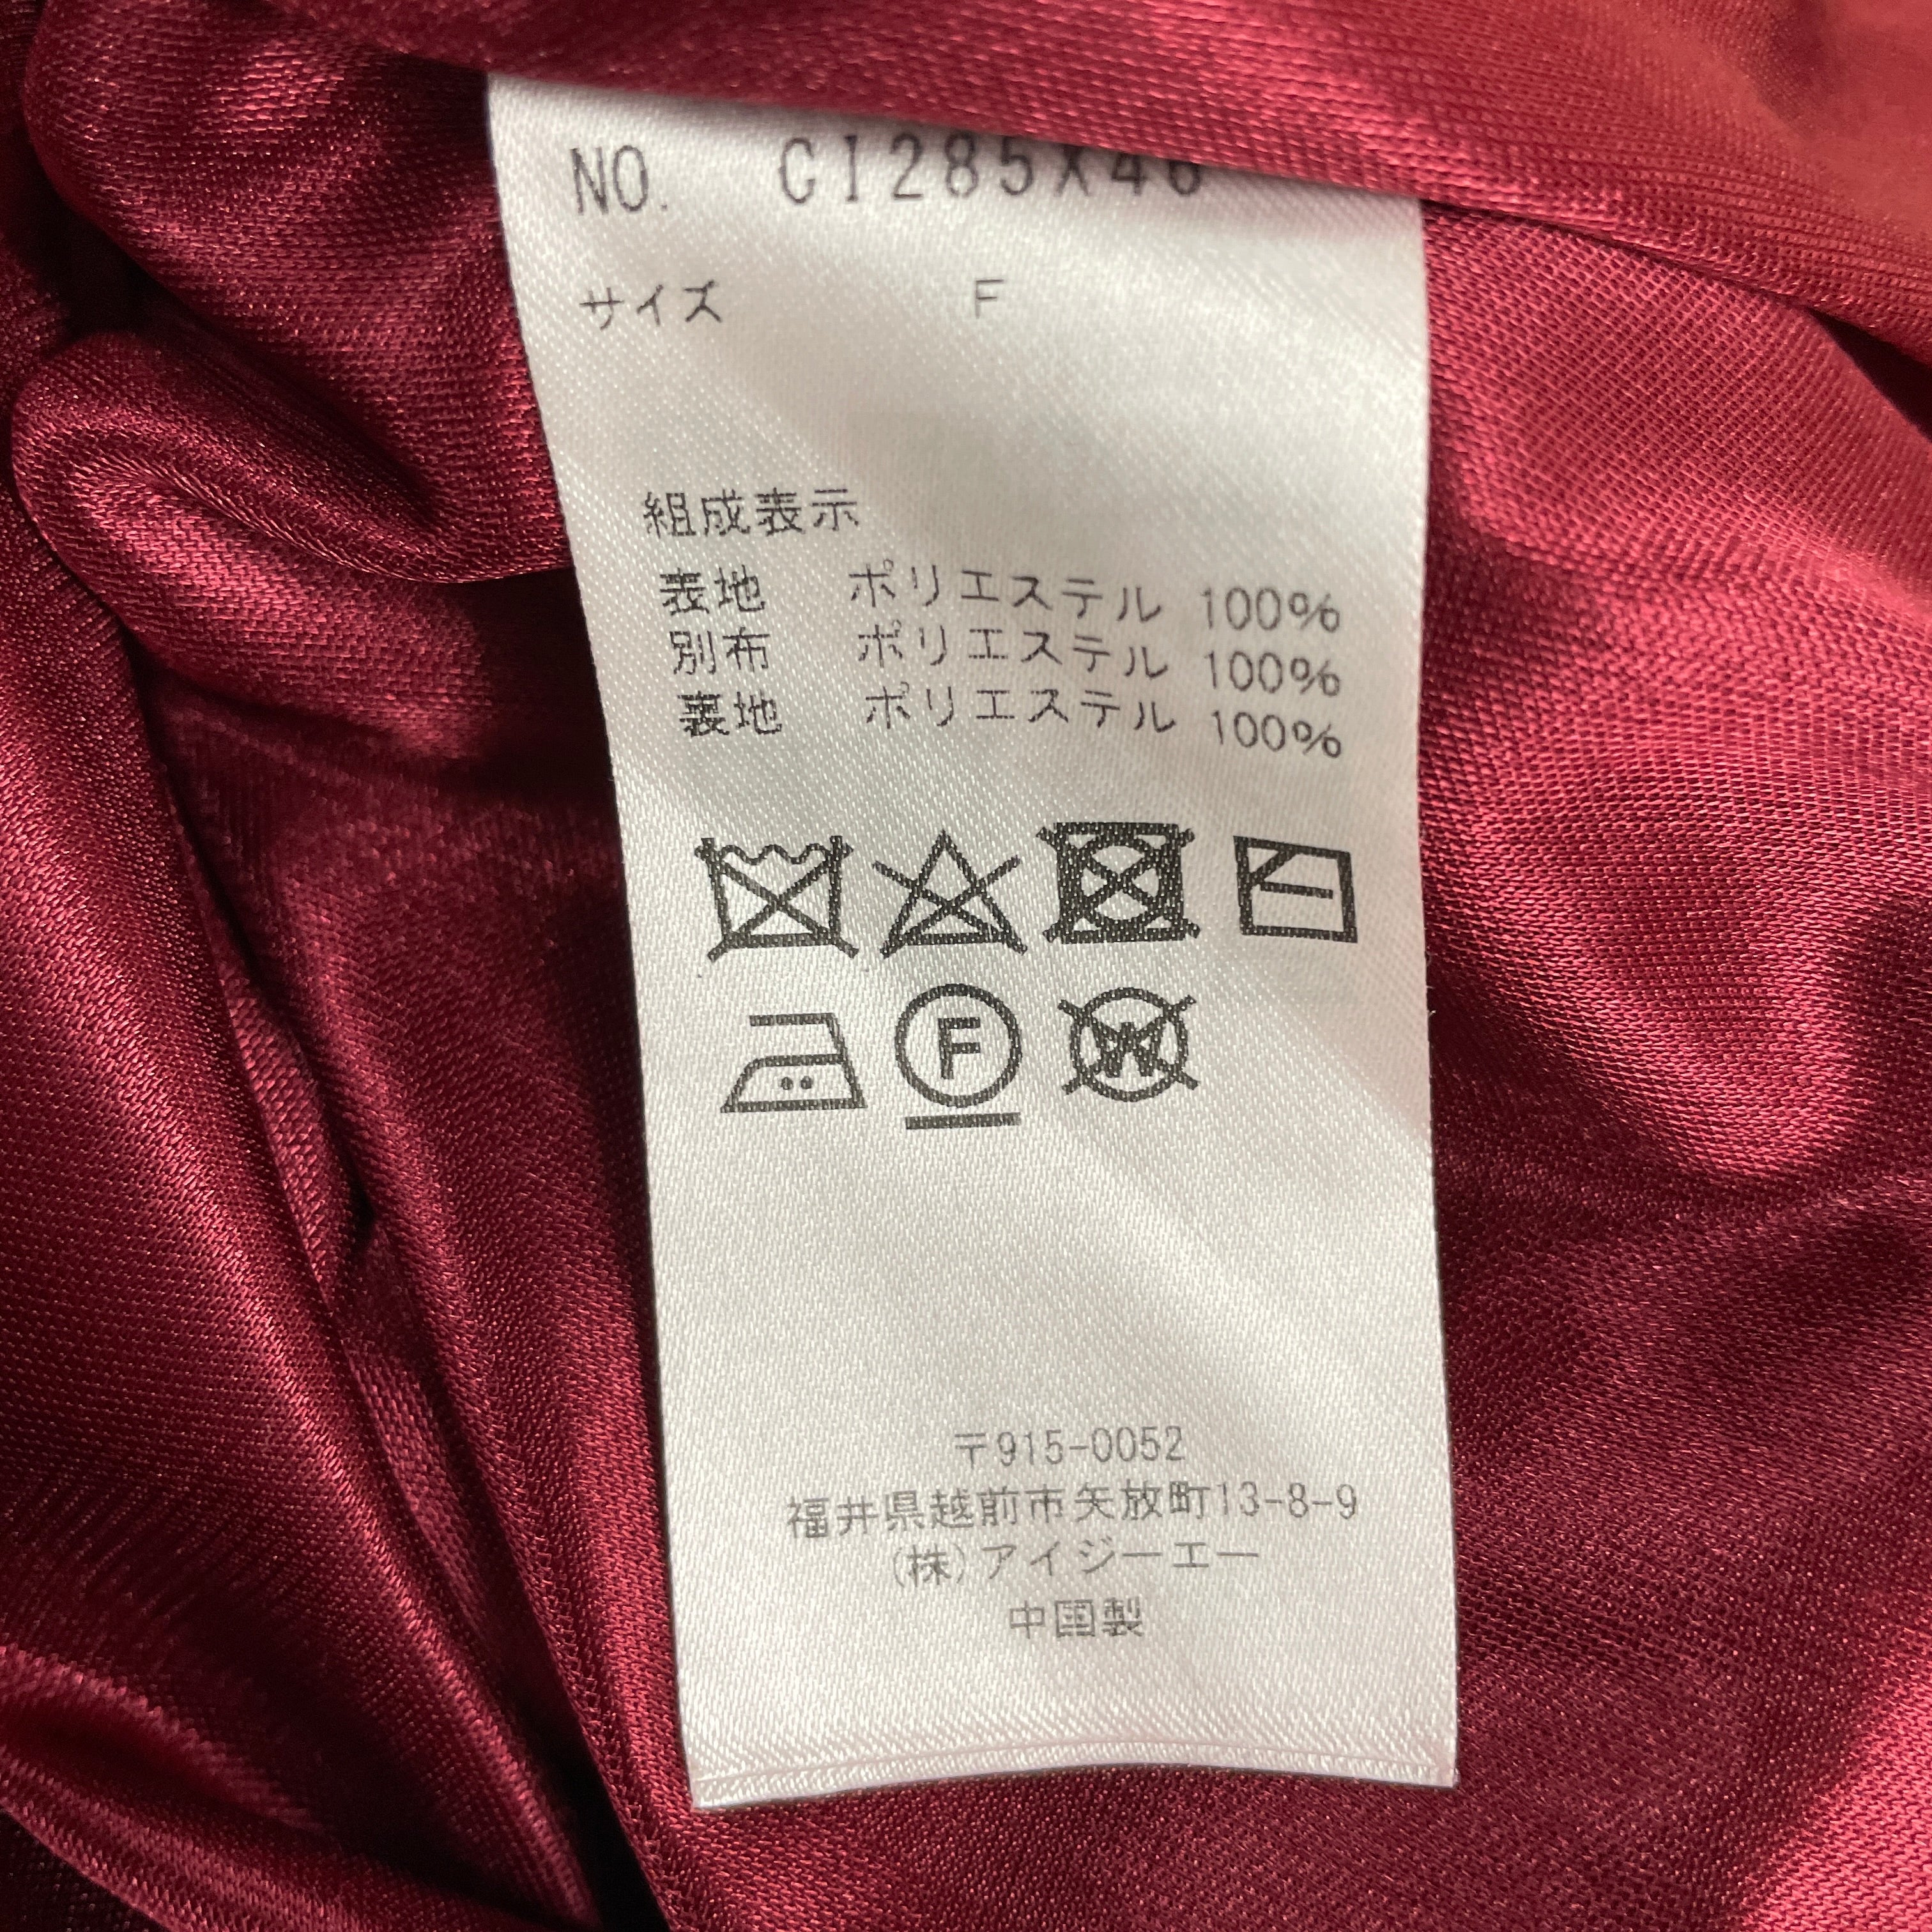 NO. CI285X46
サイズ F
組成表示
表地 ポリエステル 100%
別布 ポリエステル 100%
裏地 ポリエステル 100%
F W
〒915-0052
福井県越前市矢放町13-8-9
(株)アイジーエー
中国製